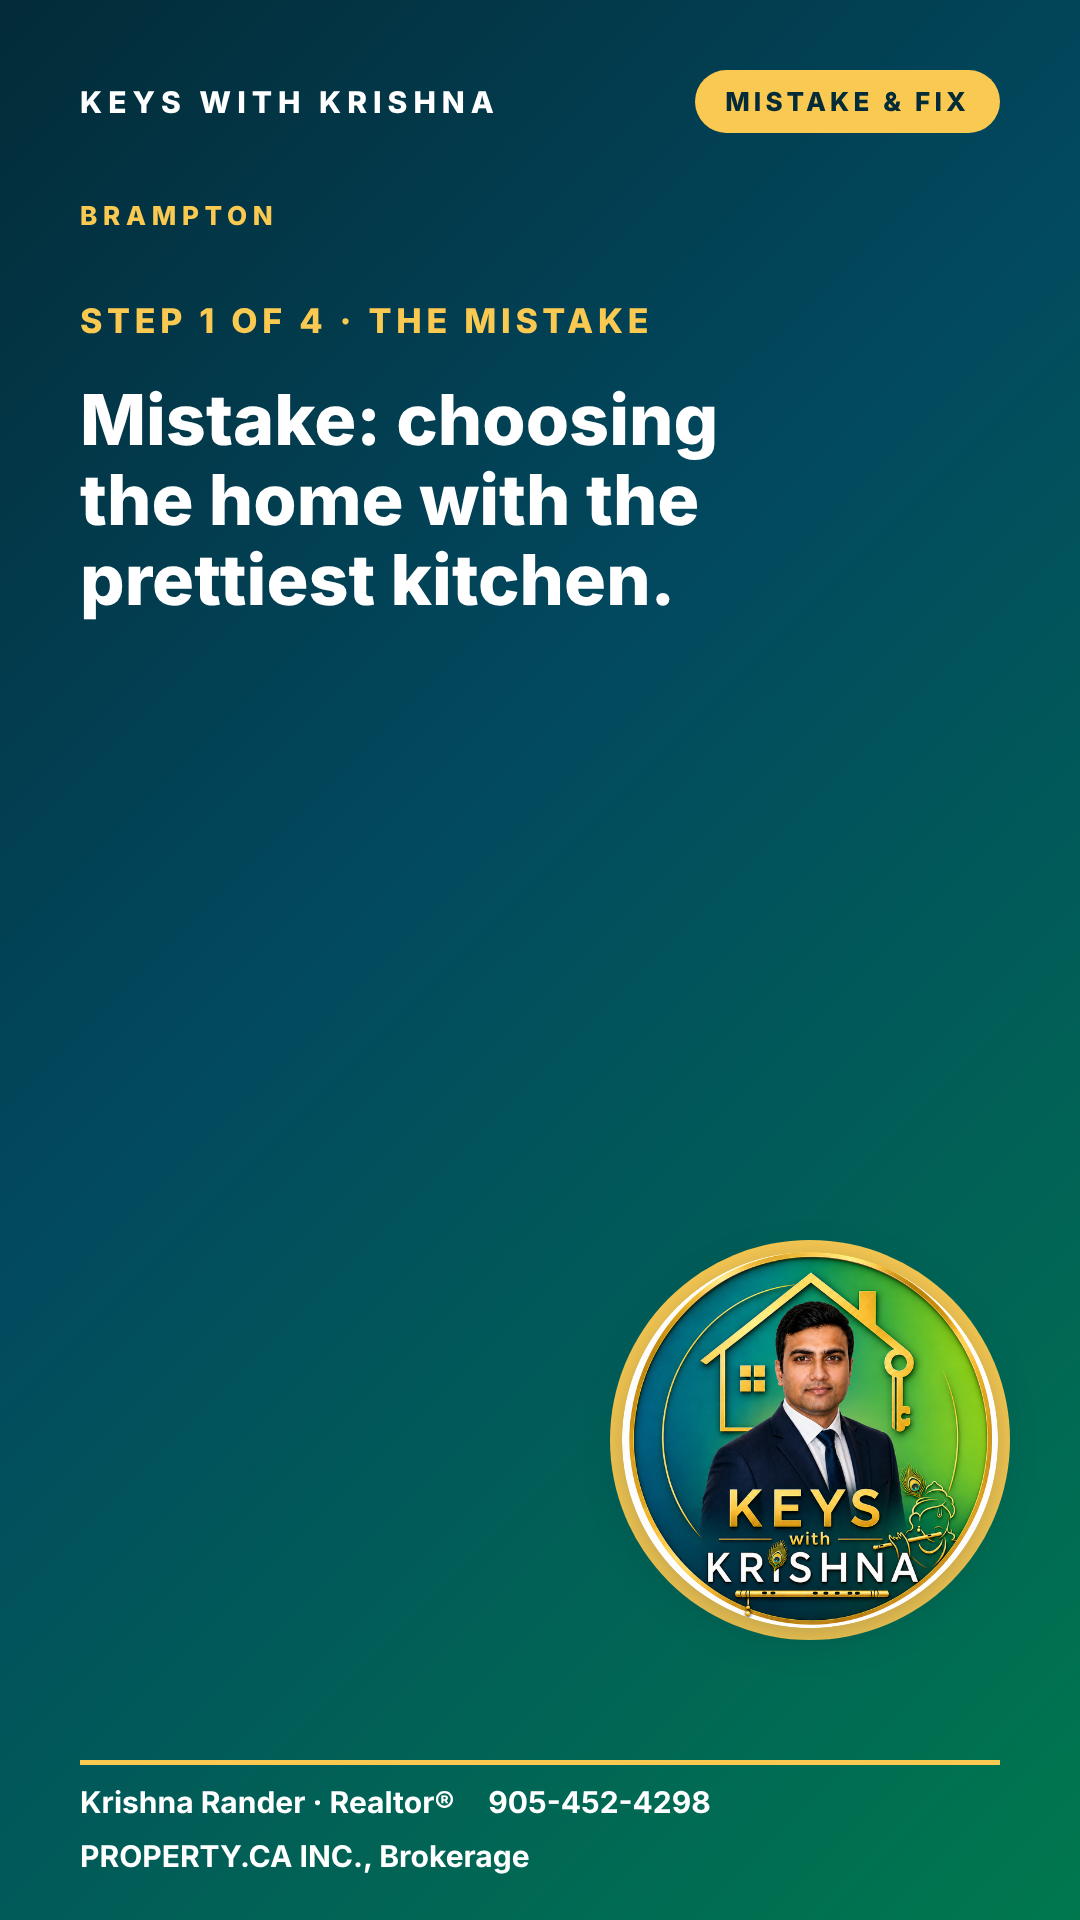 KEYS WITH KRISHNA
MISTAKE & FIX
BRAMPTON
STEP 1 OF 4 · THE MISTAKE
Mistake: choosing
the home with the
prettiest kitchen.
KEYS
with
KRISHNA
Krishna Rander · Realtor® 905-452-4298
PROPERTY.CA INC., Brokerage